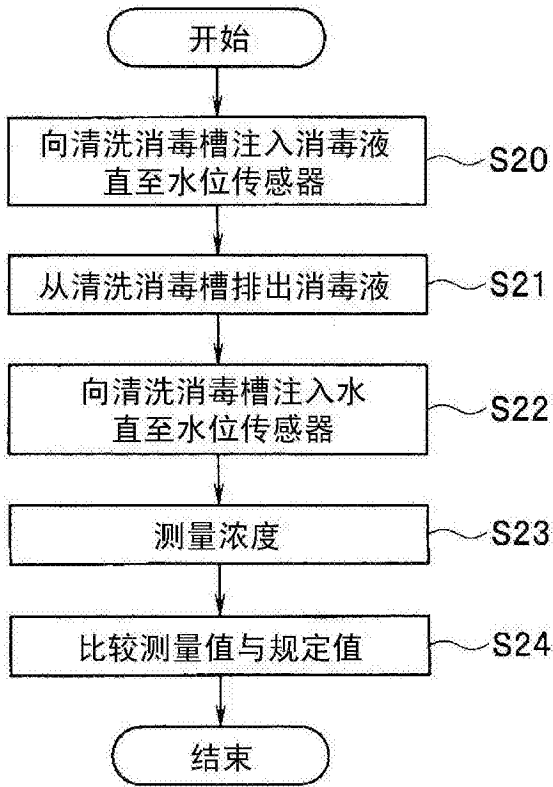 开始
向清洗消毒槽注入消毒液
直至水位传感器
S20
从清洗消毒槽排出消毒液
S21
向清洗消毒槽注入水
直至水位传感器
S22
测量浓度
S23
比较测量值与规定值
S24
结束